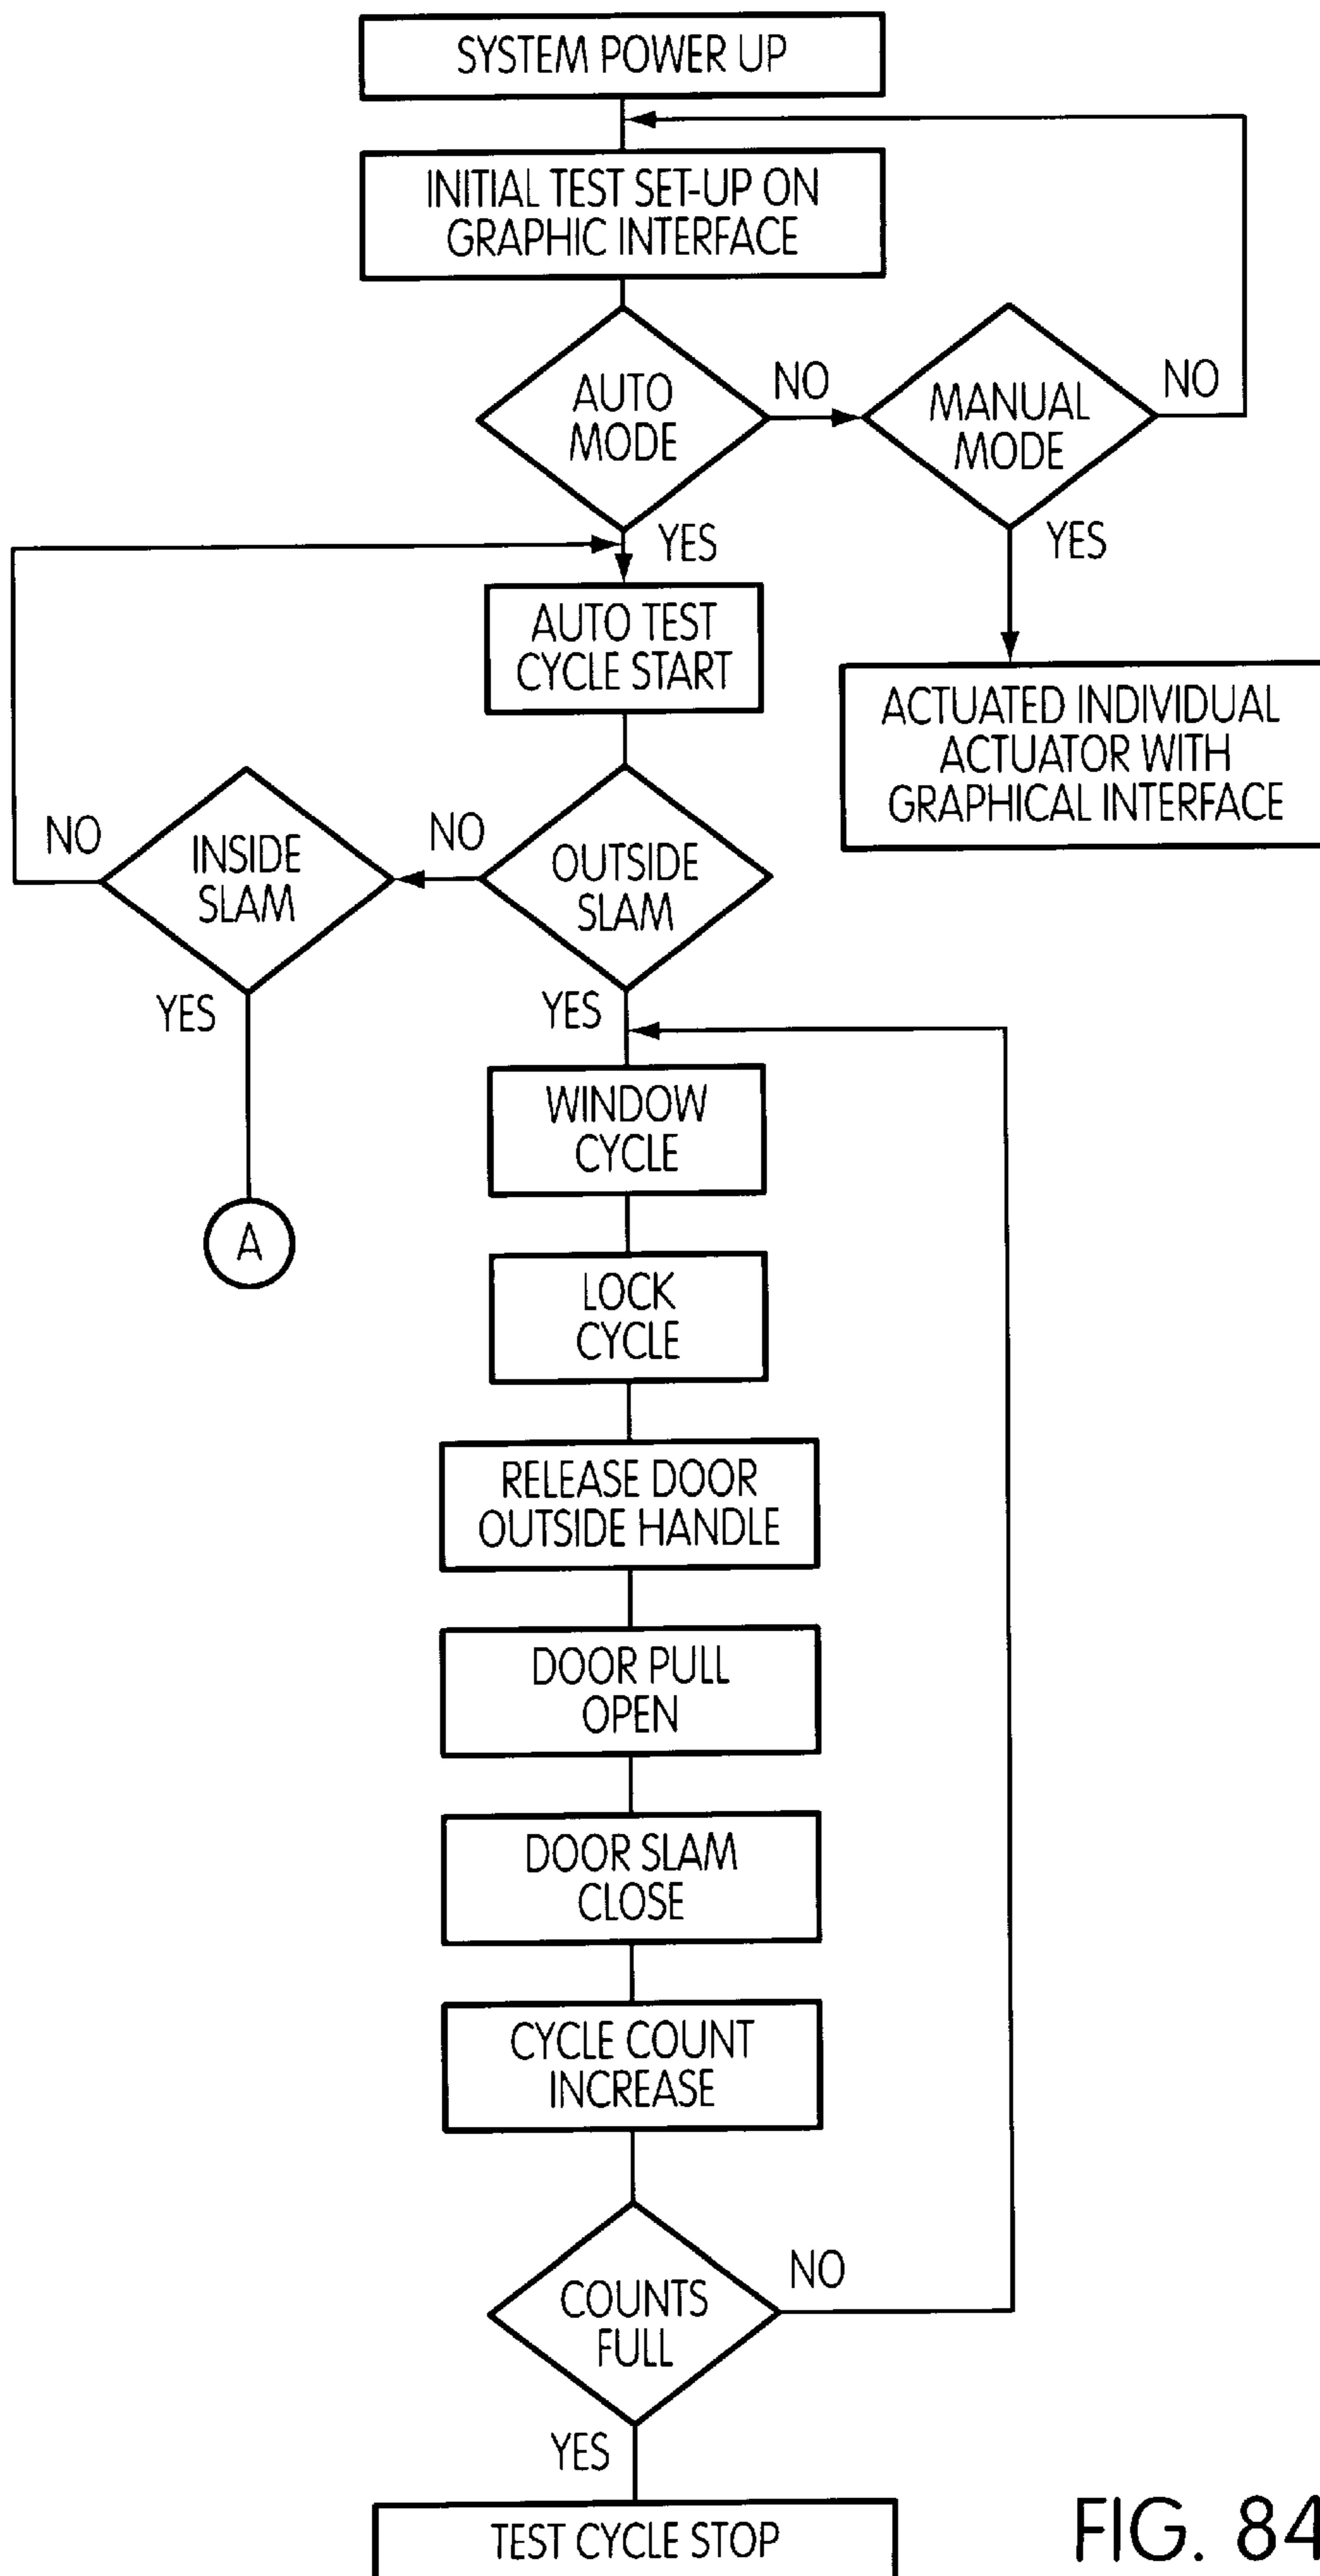 SYSTEM POWER UP
INITIAL TEST SET-UP ON
GRAPHIC INTERFACE
AUTO
MODE
NO
MANUAL
MODE
NO
YES
YES
AUTO TEST
CYCLE START
ACTUATED INDIVIDUAL
ACTUATOR WITH
GRAPHICAL INTERFACE
NO
INSIDE
SLAM
NO
OUTSIDE
SLAM
YES
YES
WINDOW
CYCLE
A
LOCK
CYCLE
RELEASE DOOR
OUTSIDE HANDLE
DOOR PULL
OPEN
DOOR SLAM
CLOSE
CYCLE COUNT
INCREASE
COUNTS
FULL
NO
YES
TEST CYCLE STOP
FIG. 84